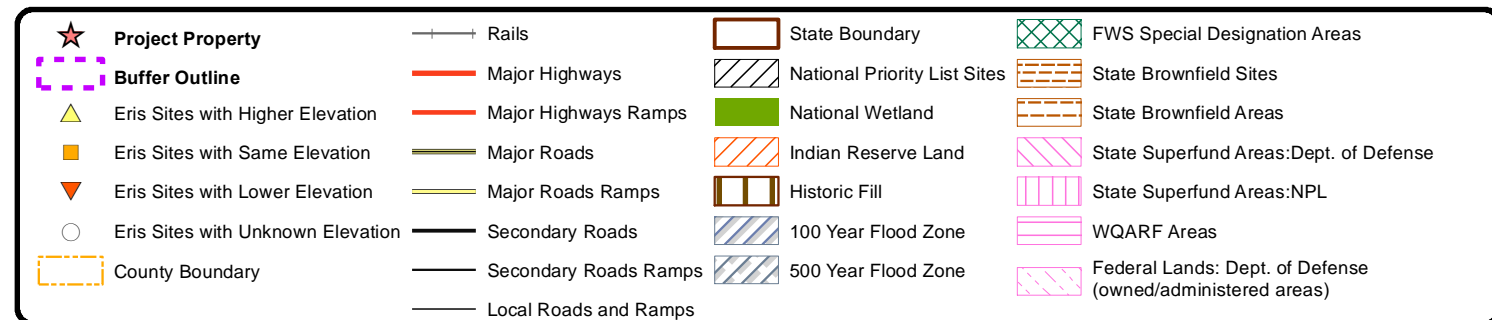 Project Property
Buffer Outline
Eris Sites with Higher Elevation
Eris Sites with Same Elevation
Eris Sites with Lower Elevation
Eris Sites with Unknown Elevation
County Boundary
Rails
Major Highways
Major Highways Ramps
Major Roads
Major Roads Ramps
Secondary Roads
Secondary Roads Ramps
Local Roads and Ramps
State Boundary
National Priority List Sites
National Wetland
Indian Reserve Land
Historic Fill
100 Year Flood Zone
500 Year Flood Zone
FWS Special Designation Areas
State Brownfield Sites
State Brownfield Areas
State Superfund Areas:Dept. of Defense
State Superfund Areas:NPL
WQARF Areas
Federal Lands: Dept. of Defense
(owned/administered areas)